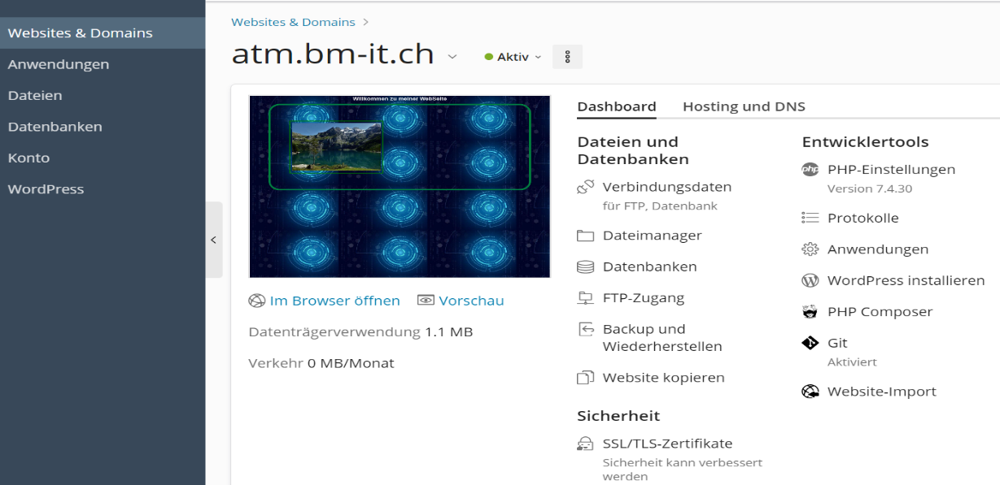 Websites & Domains
Anwendungen
Dateien
Datenbanken
Konto
WordPress
Websites & Domains >
atm.bm-it.ch
Aktiv
Willkommen zu meiner WebSeite
Im Browser öffnen
Vorschau
Datenträgerverwendung 1.1 MB
Verkehr 0 MB/Monat
Dashboard
Hosting und DNS
Dateien und
Datenbanken
Verbindungsdaten
für FTP, Datenbank
Dateimanager
Datenbanken
FTP-Zugang
Backup und
Wiederherstellen
Website kopieren
Sicherheit
SSL/TLS-Zertifikate
Sicherheit kann verbessert
werden
Entwicklertools
php
PHP-Einstellungen
Version 7.4.30
Protokolle
Anwendungen
WordPress installieren
PHP Composer
Git
Aktiviert
Website-Import